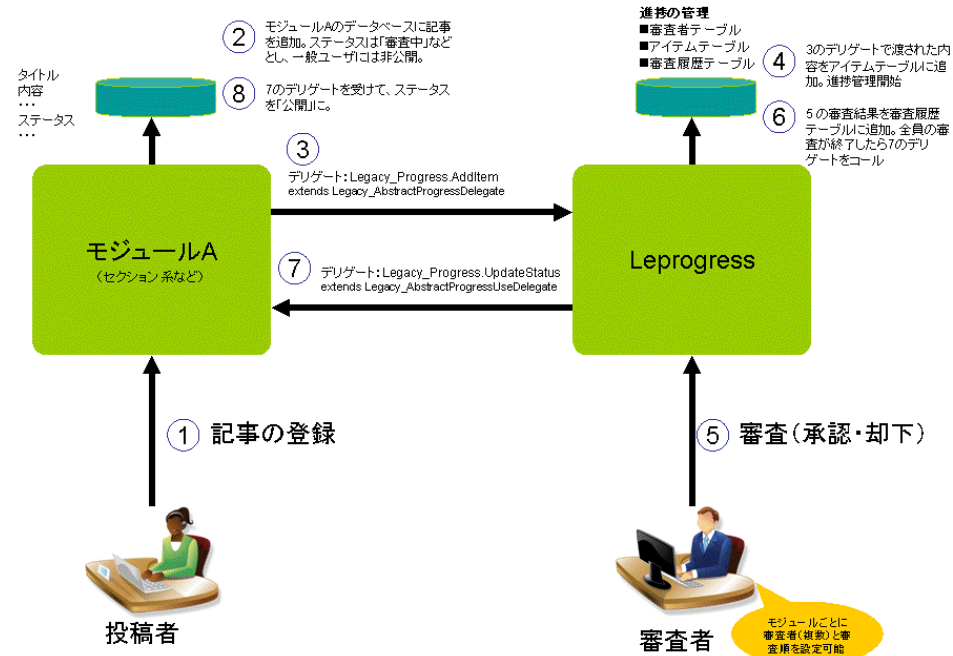 ②
モジュールAのデータベースに記事
を追加。ステータスは「審査中」など
とし、一般ユーザには非公開。
タイトル
内容
…
ステータス
…
⑧
7のデリゲートを受けて、ステータス
を「公開」に。
進捗の管理
■審査者テーブル
■アイテムテーブル
■審査履歴テーブル
④
3のデリゲートで渡された内
容をアイテムテーブルに追
加。進捗管理開始
⑥
5の審査結果を審査履歴
テーブルに追加。全員の審
査が終了したら7のデリ
ゲートをコール
③
デリゲート：Legacy_Progress.AddItem
extends Legacy_AbstractProgressDelegate
モジュールA
（セクション系など）
⑦
デリゲート：Legacy_Progress.UpdateStatus
extends Legacy_AbstractProgressUseDelegate
Leprogress
① 記事の登録
⑤ 審査（承認・却下）
投稿者
審査者
モジュールごとに
審査者（複数）と審
査順を設定可能